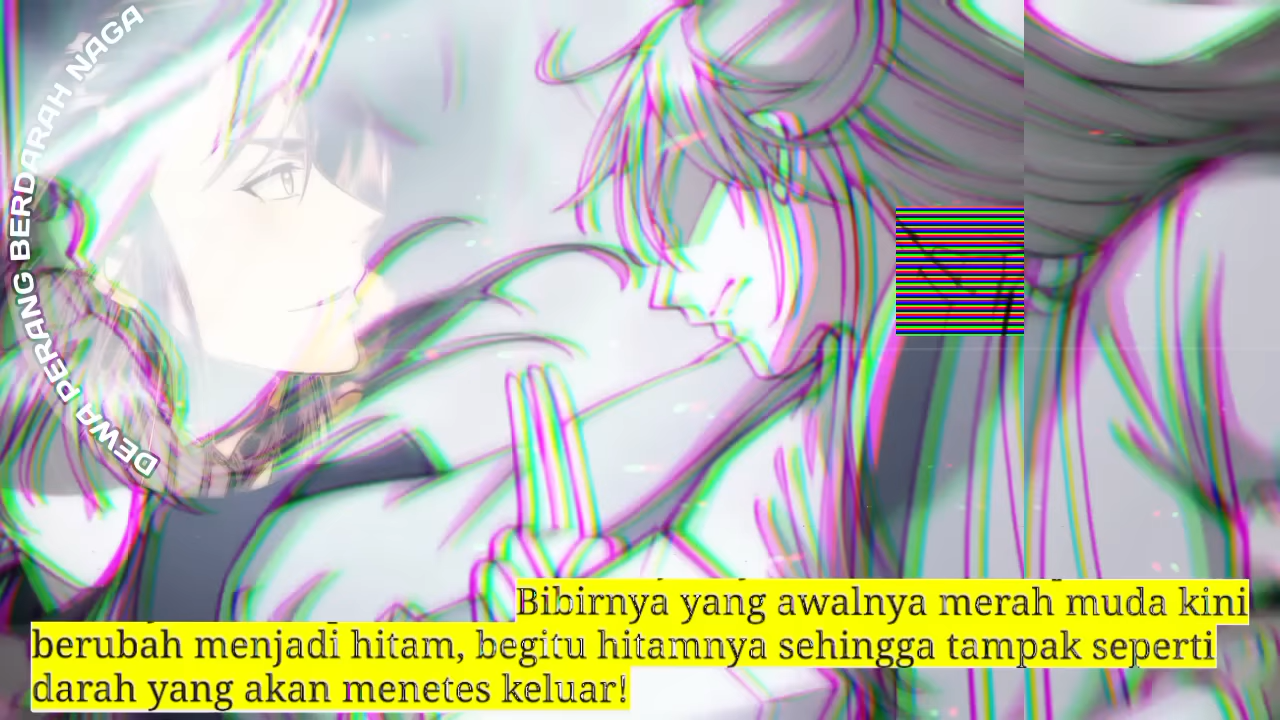 DEWA PERANG BERDARAH NAGA
Bibirnya yang awalnya merah muda kini
berubah menjadi hitam, begitu hitamnya sehingga tampak seperti
darah yang akan menetes keluar!